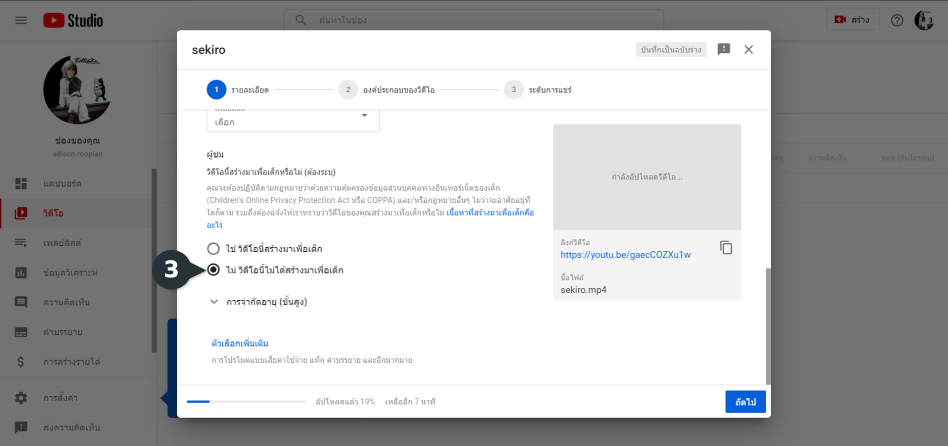 Studio
ค้นหาในช่อง
สร้าง
sekiro
บันทึกเป็นฉบับร่าง
1 รายละเอียด
2 องค์ประกอบของวิดีโอ
3 ระดับการแชร์
ช่องของคุณ
adison roopian
แดชบอร์ด
วิดีโอ
เพลย์ลิสต์
ข้อมูลวิเคราะห์
ความคิดเห็น
คำบรรยาย
การสร้างรายได้
การตั้งค่า
ส่งความคิดเห็น
เลือก
ผู้ชม
วิดีโอนี้สร้างมาเพื่อเด็กหรือไม่ (ต้องระบุ)
คุณจะต้องปฏิบัติตามกฎหมายว่าด้วยความคุ้มครองข้อมูลส่วนบุคคลทางอินเทอร์เน็ตของเด็ก
(Children's Online Privacy Protection Act หรือ COPPA) และ/หรือกฎหมายอื่นๆ ไม่ว่าจะอาศัยอยู่ที่
ใดก็ตาม รวมถึงต้องแจ้งให้เราทราบว่าวิดีโอของคุณสร้างมาเพื่อเด็กหรือไม่ เนื้อหาที่สร้างมาเพื่อเด็กคือ
อะไร
ใช่ วิดีโอนี้สร้างมาเพื่อเด็ก
3
ไม่ วิดีโอนี้ไม่ได้สร้างมาเพื่อเด็ก
การจำกัดอายุ (ขั้นสูง)
ตัวเลือกเพิ่มเติม
การโปรโมตแบบเสียค่าใช้จ่าย แท็ก คำบรรยาย และอีกมากมาย
กำลังอัปโหลดวิดีโอ...
ลิงก์วิดีโอ
https://youtu.be/gaecCOZXu1w
ชื่อไฟล์
sekiro.mp4
ความคิดเห็น
ชอบ (กับไม่ชอบ)
อัปโหลดแล้ว 19% เหลืออีก 7 นาที
ถัดไป